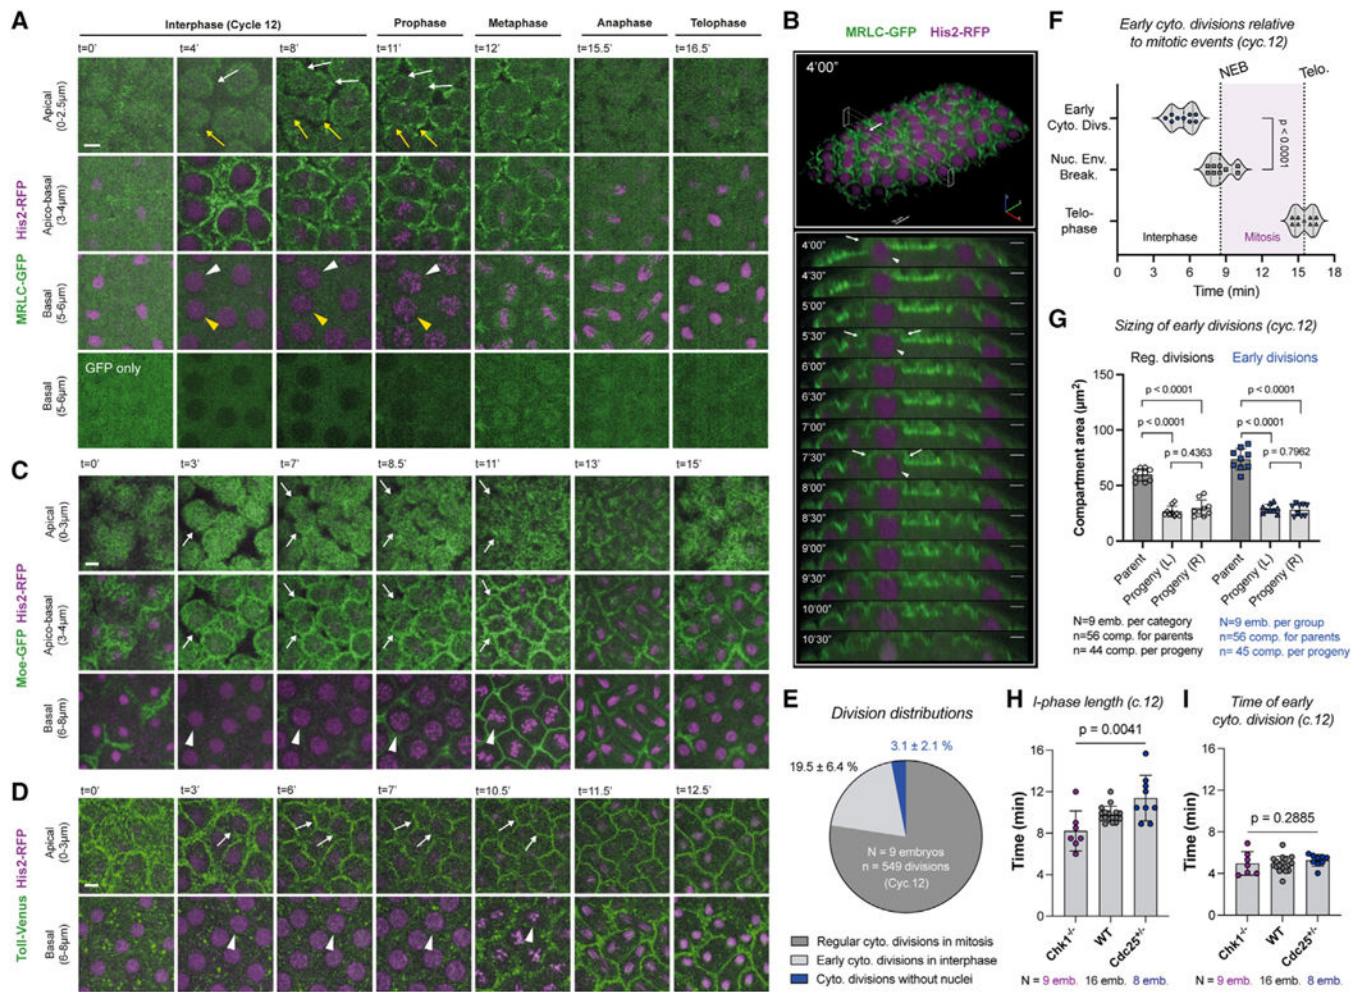 A
Interphase (Cycle 12)
Prophase
Metaphase
Anaphase
Telophase
t=0'
t=4'
t=8'
t=11'
t=12'
t=15.5'
t=16.5'
MRLC-GFP His2-RFP
Apical
(0-2.5μm)
Apico-basal
(3-4μm)
Basal
(5-6μm)
Basal
(5-6μm)
GFP only
B
MRLC-GFP His2-RFP
4'00"
4'00"
4'30"
5'00"
5'30"
6'00"
6'30"
7'00"
7'30"
8'00"
8'30"
9'00"
9'30"
10'00"
10'30"
C
t=0'
t=3'
t=7'
t=8.5'
t=11'
t=13'
t=15'
Moe-GFP His2-RFP
Apical
(0-3μm)
Apico-basal
(3-4μm)
Basal
(6-8μm)
D
t=0'
t=3'
t=6'
t=7'
t=10.5'
t=11.5'
t=12.5'
Toll-Venus His2-RFP
Apical
(0-3μm)
Basal
(6-8μm)
E
Division distributions
3.1 ± 2.1 %
19.5 ± 6.4 %
N = 9 embryos
n = 549 divisions
(Cyc.12)
Regular cyto. divisions in mitosis
Early cyto. divisions in interphase
Cyto. divisions without nuclei
F
Early cyto. divisions relative
to mitotic events (cyc.12)
NEB
Telo.
Early
Cyto. Divs.
Nuc. Env.
Break.
Telo-
phase
p < 0.0001
Interphase
Mitosis
0 3 6 9 12 15 18
Time (min)
G
Sizing of early divisions (cyc.12)
Reg. divisions
Early divisions
Compartment area (μm²)
150
100
50
0
p < 0.0001
p < 0.0001
p = 0.4363
p < 0.0001
p < 0.0001
p = 0.7962
Parent
Progeny (L)
Progeny (R)
Parent
Progeny (L)
Progeny (R)
N=9 emb. per category
n=56 comp. for parents
n= 44 comp. per progeny
N=9 emb. per group
n=56 comp. for parents
n= 45 comp. per progeny
H
I-phase length (c.12)
p = 0.0041
Time (min)
16
12
8
4
0
Chk1-/-
WT
Cdc25+/-
N = 9 emb. 16 emb. 8 emb.
I
Time of early
cyto. division (c.12)
p = 0.2885
Time (min)
16
12
8
4
0
Chk1-/-
WT
Cdc25+/-
N = 9 emb. 16 emb. 8 emb.